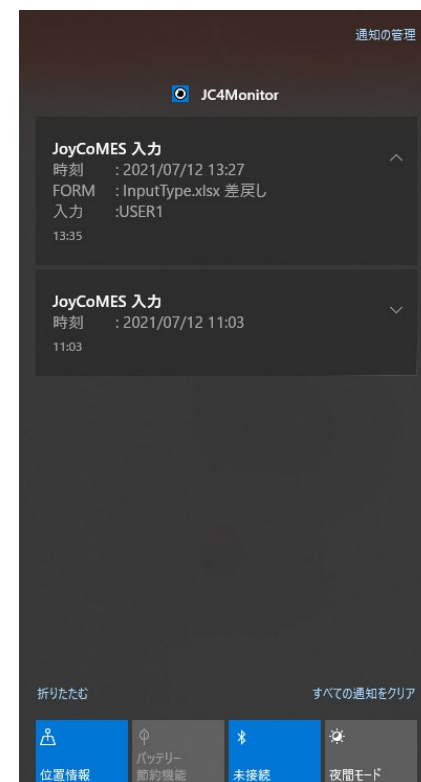 通知の管理
JC4Monitor
JoyCoMES 入力
時刻 : 2021/07/12 13:27
FORM : InputType.xlsx 差戻し
入力 :USER1
13:35
JoyCoMES 入力
時刻 : 2021/07/12 11:03
11:03
折りたたむ すべての通知をクリア
位置情報 バッテリー 節約機能 未接続 夜間モード